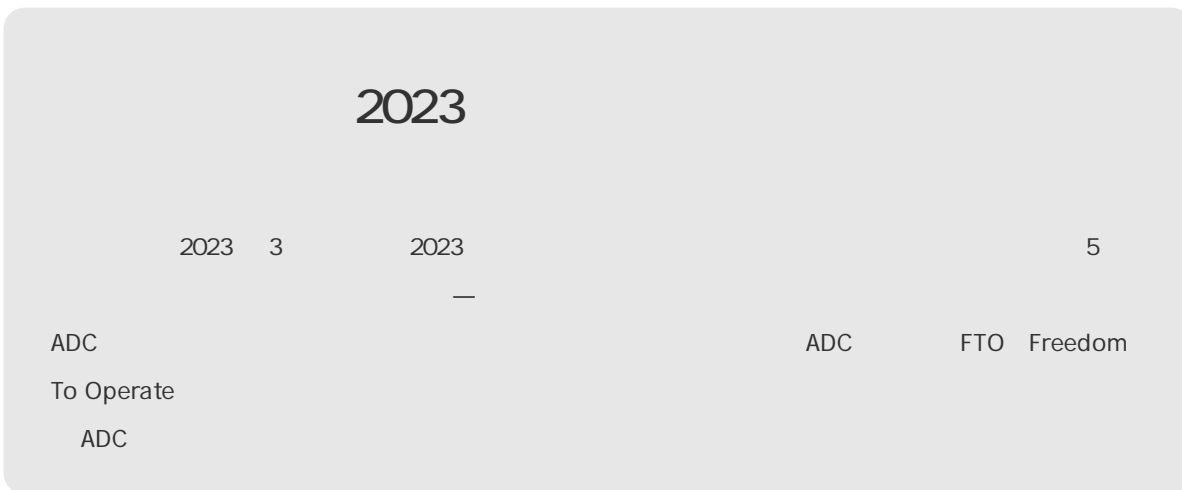 2023
2023 3 2023 5
—
ADC ADC FTO Freedom
To Operate
ADC